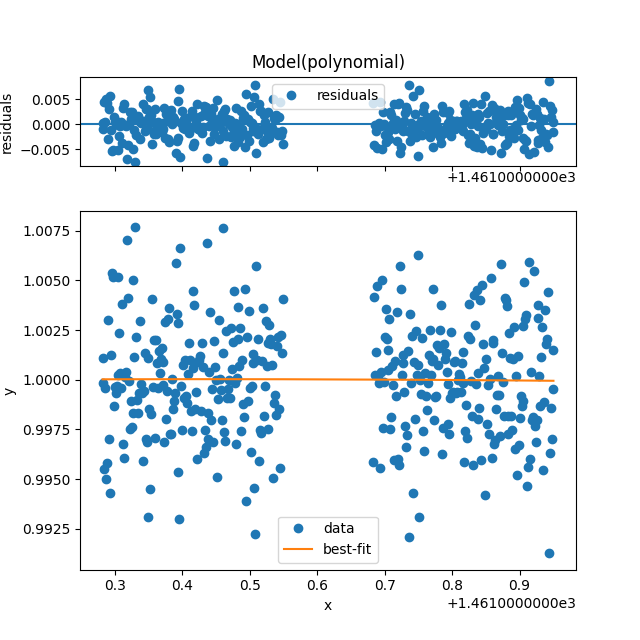 Model(polynomial)
residuals
0.005
0.000
−0.005
residuals
+1.4610000000e3
y
1.0075
1.0050
1.0025
1.0000
0.9975
0.9950
0.9925
data
best-fit
0.3 0.4 0.5 0.6 0.7 0.8 0.9
x
+1.4610000000e3